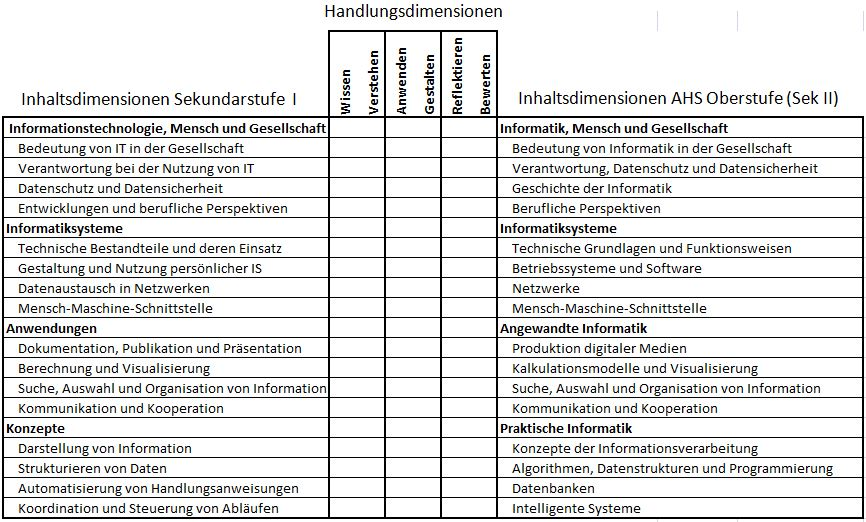 Handlungsdimensionen
Inhaltsdimensionen Sekundarstufe I
Wissen
Verstehen
Anwenden
Gestalten
Reflektieren
Bewerten
Inhaltsdimensionen AHS Oberstufe (Sek II)
Informationstechnologie, Mensch und Gesellschaft
Informatik, Mensch und Gesellschaft
Bedeutung von IT in der Gesellschaft
Bedeutung von Informatik in der Gesellschaft
Verantwortung bei der Nutzung von IT
Verantwortung, Datenschutz und Datensicherheit
Datenschutz und Datensicherheit
Geschichte der Informatik
Entwicklungen und berufliche Perspektiven
Berufliche Perspektiven
Informatiksysteme
Informatiksysteme
Technische Bestandteile und deren Einsatz
Technische Grundlagen und Funktionsweisen
Gestaltung und Nutzung persönlicher IS
Betriebssysteme und Software
Datenaustausch in Netzwerken
Netzwerke
Mensch-Maschine-Schnittstelle
Mensch-Maschine-Schnittstelle
Anwendungen
Angewandte Informatik
Dokumentation, Publikation und Präsentation
Produktion digitaler Medien
Berechnung und Visualisierung
Kalkulationsmodelle und Visualisierung
Suche, Auswahl und Organisation von Information
Suche, Auswahl und Organisation von Information
Kommunikation und Kooperation
Kommunikation und Kooperation
Konzepte
Praktische Informatik
Darstellung von Information
Konzepte der Informationsverarbeitung
Strukturieren von Daten
Algorithmen, Datenstrukturen und Programmierung
Automatisierung von Handlungsanweisungen
Datenbanken
Koordination und Steuerung von Abläufen
Intelligente Systeme